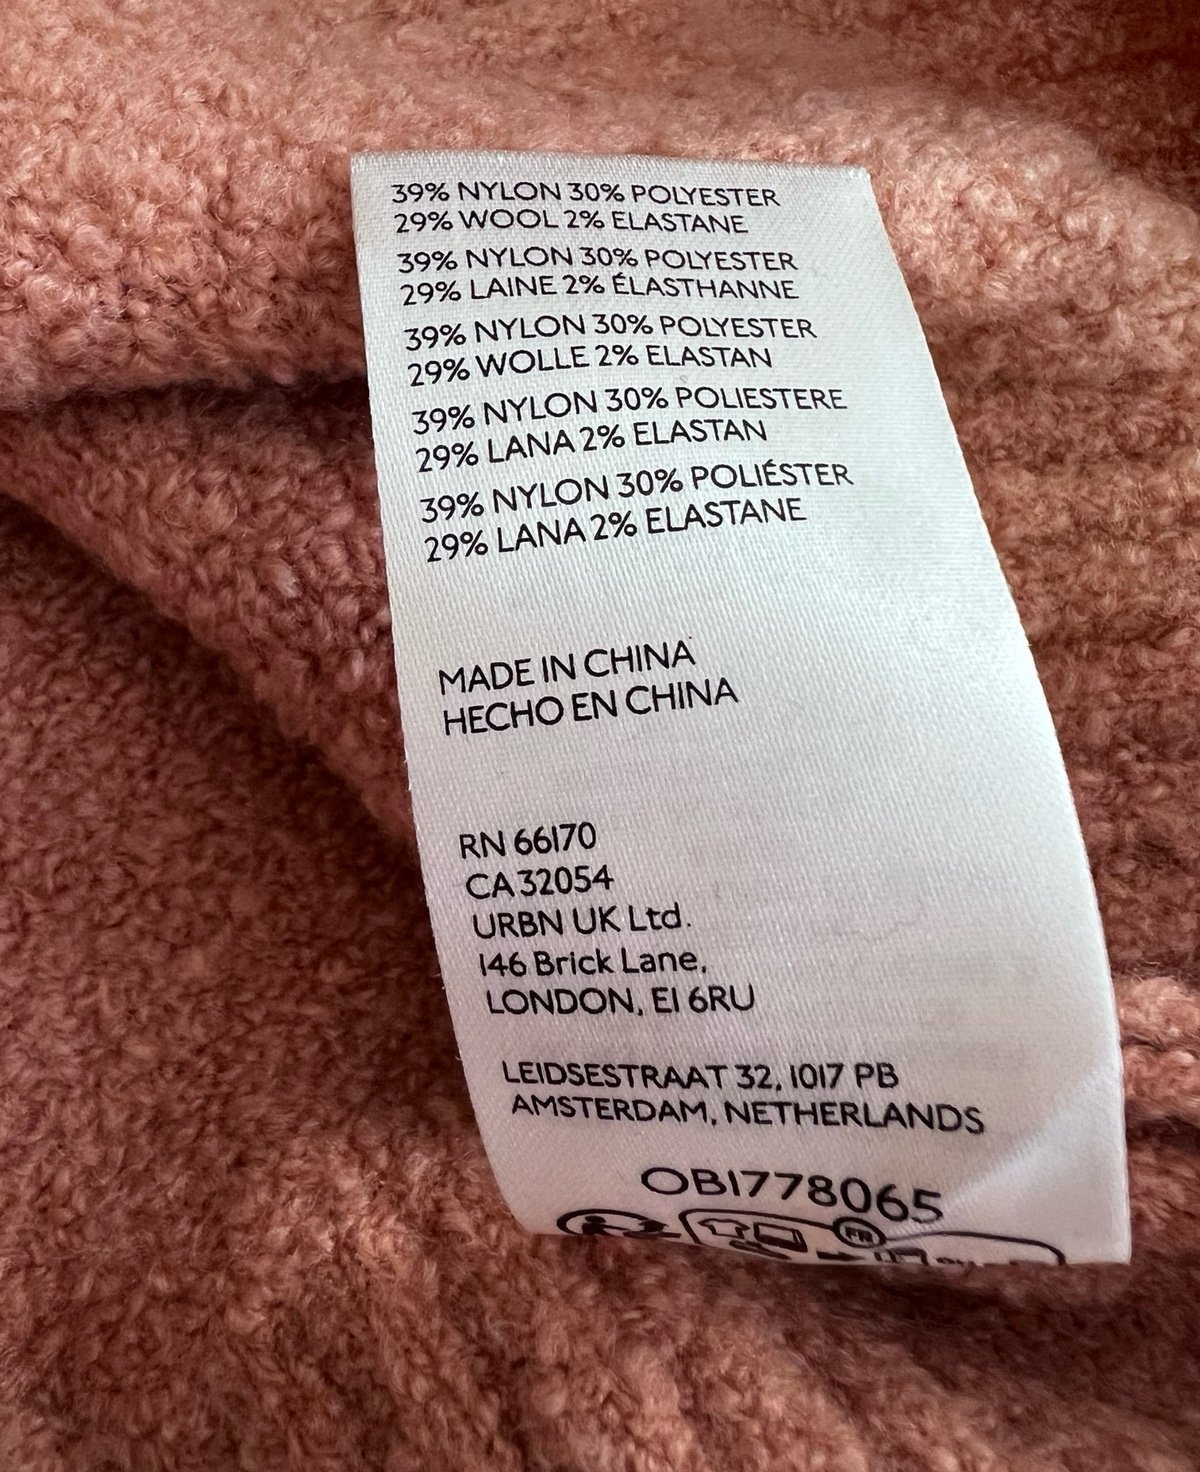 39% NYLON 30% POLYESTER
29% WOOL 2% ELASTANE
39% NYLON 30% POLYESTER
29% LAINE 2% ÉLASTHANNE
39% NYLON 30% POLYESTER
29% WOLLE 2% ELASTAN
39% NYLON 30% POLIESTERE
29% LANA 2% ELASTAN
39% NYLON 30% POLIÉSTER
29% LANA 2% ELASTANE
MADE IN CHINA
HECHO EN CHINA
RN 66170
CA 32054
URBN UK Ltd.
146 Brick Lane,
LONDON, E1 6RU
LEIDSESTRAAT 32, 1017 PB
AMSTERDAM, NETHERLANDS
OB1778065
FR